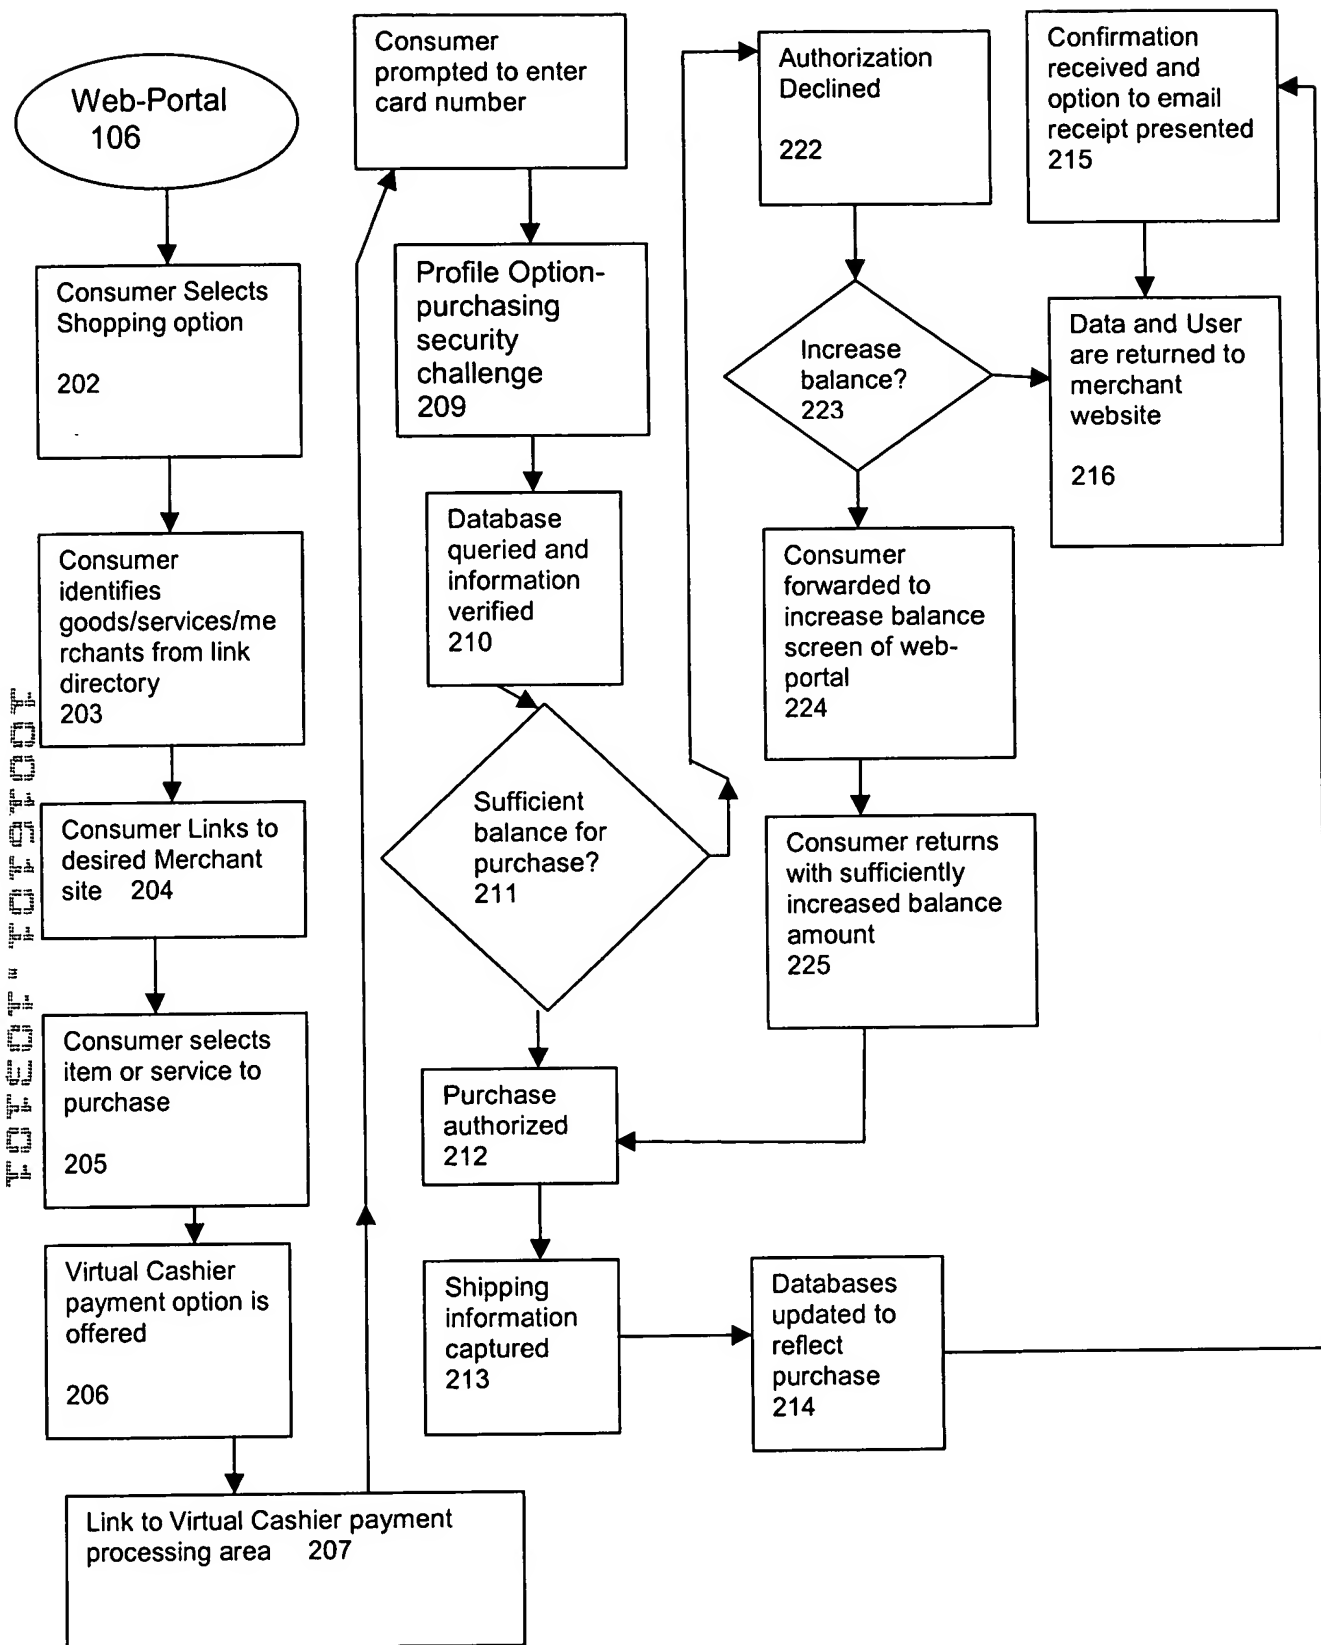 Web-Portal
106
Consumer Selects
Shopping option
202
Consumer
identifies
goods/services/me
rchants from link
directory
203
Consumer Links to
desired Merchant
site 204
Consumer selects
item or service to
purchase
205
Virtual Cashier
payment option is
offered
206
Link to Virtual Cashier payment
processing area 207
Consumer
prompted to enter
card number
Profile Option-
purchasing
security
challenge
209
Database
queried and
information
verified
210
Sufficient
balance for
purchase?
211
Purchase
authorized
212
Shipping
information
captured
213
Databases
updated to
reflect
purchase
214
Authorization
Declined
222
Increase
balance?
223
Consumer
forwarded to
increase balance
screen of web-
portal
224
Consumer returns
with sufficiently
increased balance
amount
225
Confirmation
received and
option to email
receipt presented
215
Data and User
are returned to
merchant
website
216